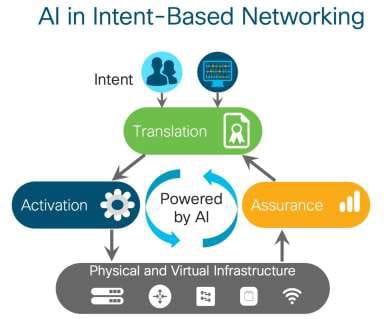 AI in Intent-Based Networking
Intent
Translation
Activation
Powered
by AI
Assurance
Physical and Virtual Infrastructure